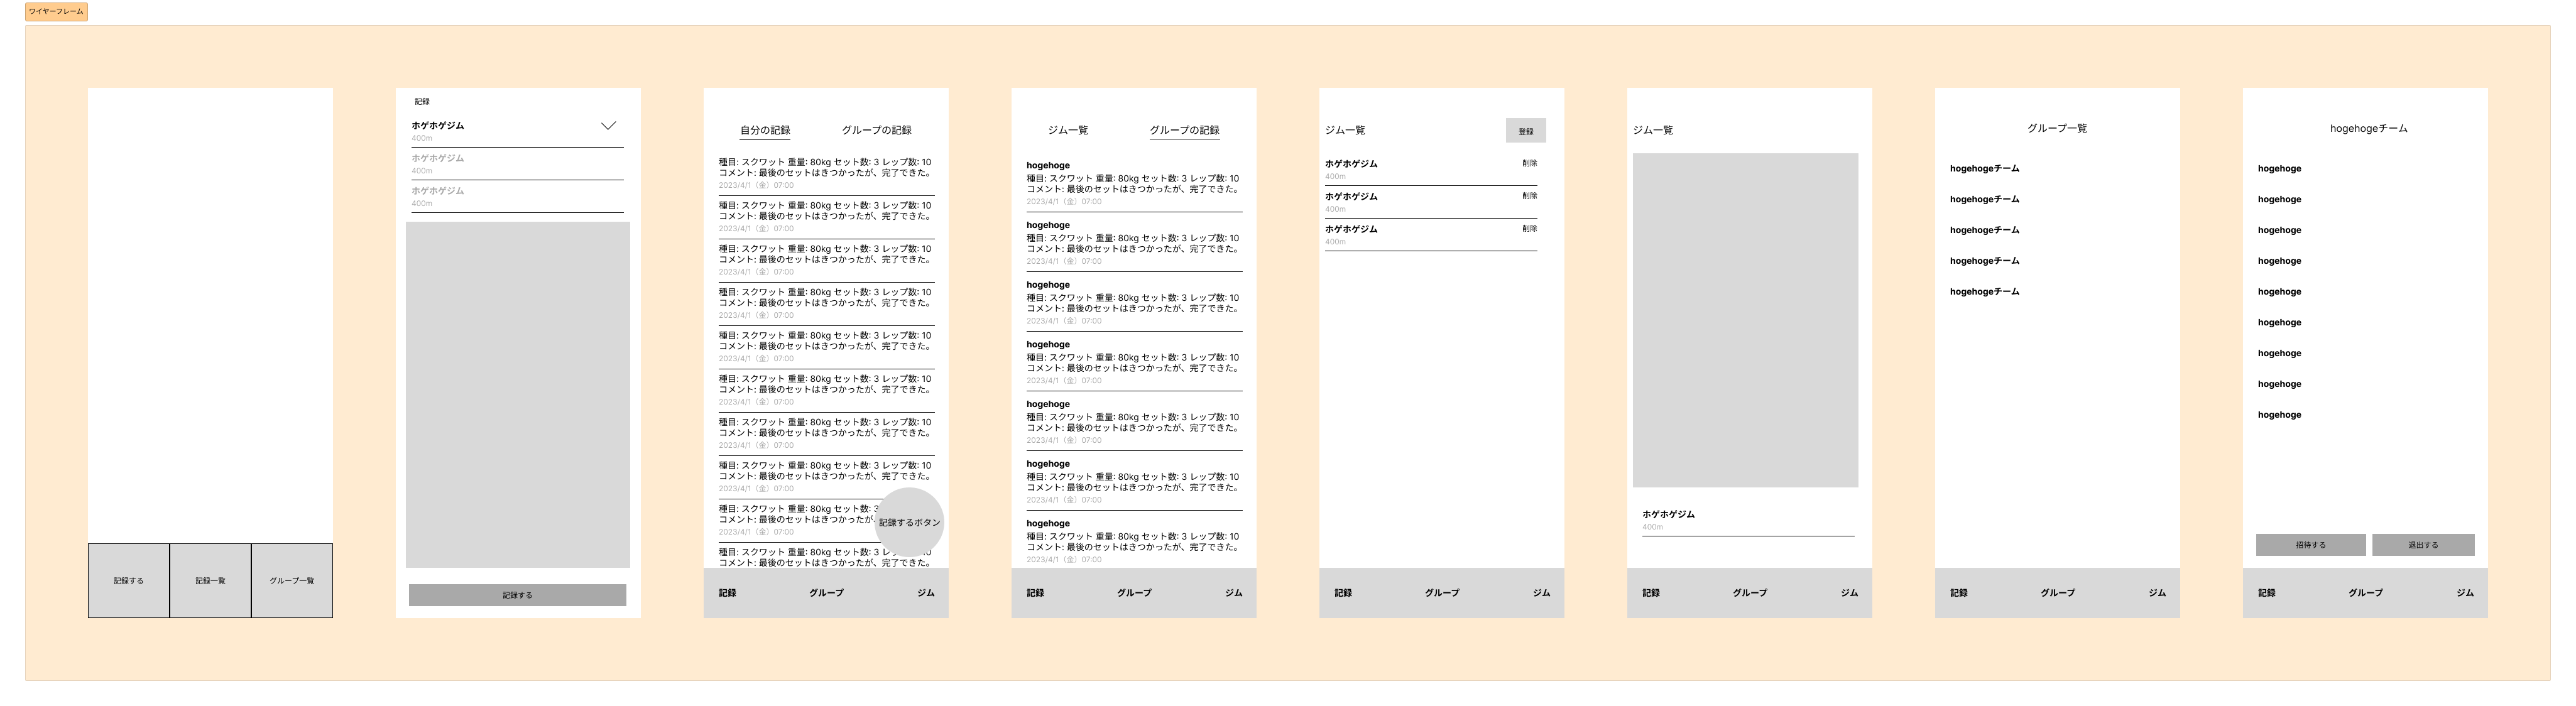 ワイヤーフレーム
記録する
記録一覧
グループ一覧
記録
ホゲホゲジム
400m
ホゲホゲジム
400m
ホゲホゲジム
400m
記録する
自分の記録
グループの記録
種目: スクワット 重量: 80kg セット数: 3 レップ数: 10
コメント: 最後のセットはきつかったが、完了できた。
2023/4/1（金）07:00
種目: スクワット 重量: 80kg セット数: 3 レップ数: 10
コメント: 最後のセットはきつかったが、完了できた。
2023/4/1（金）07:00
種目: スクワット 重量: 80kg セット数: 3 レップ数: 10
コメント: 最後のセットはきつかったが、完了できた。
2023/4/1（金）07:00
種目: スクワット 重量: 80kg セット数: 3 レップ数: 10
コメント: 最後のセットはきつかったが、完了できた。
2023/4/1（金）07:00
種目: スクワット 重量: 80kg セット数: 3 レップ数: 10
コメント: 最後のセットはきつかったが、完了できた。
2023/4/1（金）07:00
種目: スクワット 重量: 80kg セット数: 3 レップ数: 10
コメント: 最後のセットはきつかったが、完了できた。
2023/4/1（金）07:00
種目: スクワット 重量: 80kg セット数: 3 レップ数: 10
コメント: 最後のセットはきつかったが、完了できた。
2023/4/1（金）07:00
種目: スクワット 重量: 80kg セット数: 3 レップ数: 10
コメント: 最後のセットはきつかったが、完了できた。
2023/4/1（金）07:00
種目: スクワット 重量: 80kg セット数: 3
コメント: 最後のセットはきつかったが
2023/4/1（金）07:00
記録するボタン
種目: スクワット 重量: 80kg セット数: 3 レ
コメント: 最後のセットはきつかったが、完了できた。
記録
グループ
ジム
ジム一覧
グループの記録
hogehoge
種目: スクワット 重量: 80kg セット数: 3 レップ数: 10
コメント: 最後のセットはきつかったが、完了できた。
2023/4/1（金）07:00
hogehoge
種目: スクワット 重量: 80kg セット数: 3 レップ数: 10
コメント: 最後のセットはきつかったが、完了できた。
2023/4/1（金）07:00
hogehoge
種目: スクワット 重量: 80kg セット数: 3 レップ数: 10
コメント: 最後のセットはきつかったが、完了できた。
2023/4/1（金）07:00
hogehoge
種目: スクワット 重量: 80kg セット数: 3 レップ数: 10
コメント: 最後のセットはきつかったが、完了できた。
2023/4/1（金）07:00
hogehoge
種目: スクワット 重量: 80kg セット数: 3 レップ数: 10
コメント: 最後のセットはきつかったが、完了できた。
2023/4/1（金）07:00
hogehoge
種目: スクワット 重量: 80kg セット数: 3 レップ数: 10
コメント: 最後のセットはきつかったが、完了できた。
2023/4/1（金）07:00
hogehoge
種目: スクワット 重量: 80kg セット数: 3 レップ数: 10
コメント: 最後のセットはきつかったが、完了できた。
2023/4/1（金）07:00
記録
グループ
ジム
ジム一覧
登録
ホゲホゲジム
削除
400m
ホゲホゲジム
削除
400m
ホゲホゲジム
削除
400m
記録
グループ
ジム
ジム一覧
ホゲホゲジム
400m
記録
グループ
ジム
グループ一覧
hogehogeチーム
hogehogeチーム
hogehogeチーム
hogehogeチーム
hogehogeチーム
記録
グループ
ジム
hogehogeチーム
hogehoge
hogehoge
hogehoge
hogehoge
hogehoge
hogehoge
hogehoge
hogehoge
hogehoge
招待する
退出する
記録
グループ
ジム